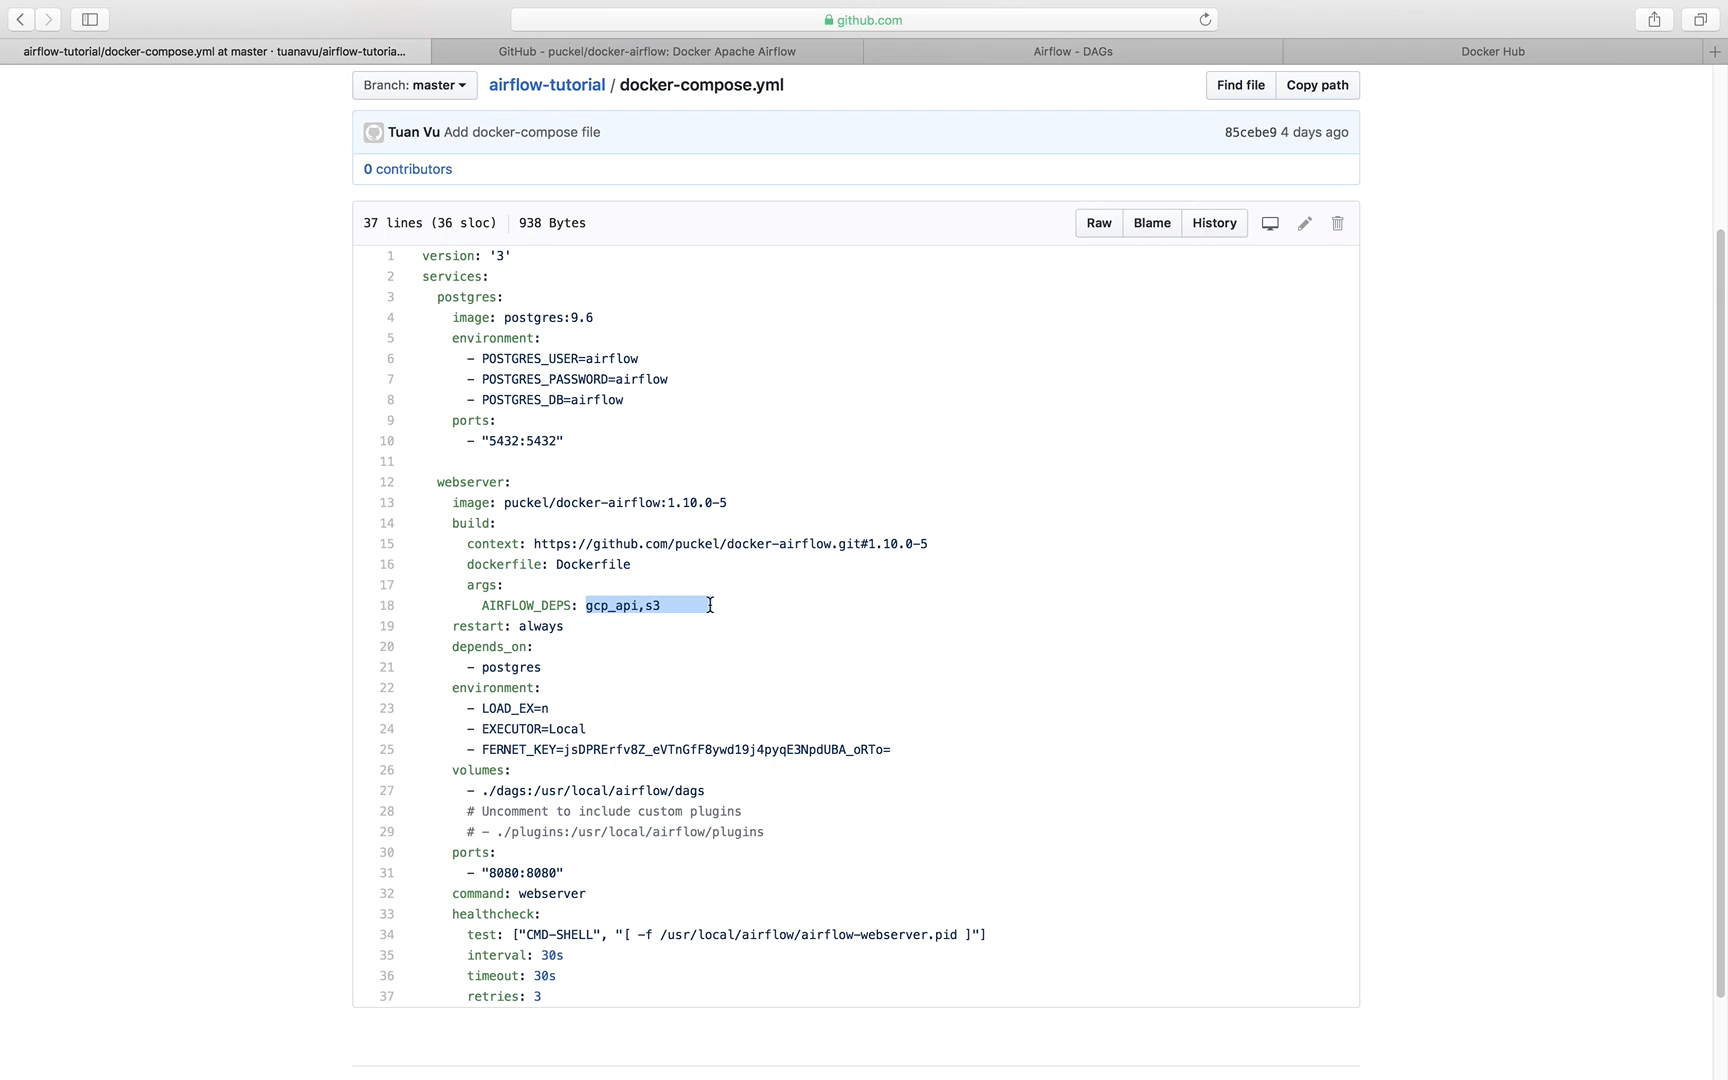 github.com
airflow-tutorial/docker-compose.yml at master · tuanavu/airflow-tutoria...
GitHub - puckel/docker-airflow: Docker Apache Airflow
Airflow - DAGs
Docker Hub
Branch: master
airflow-tutorial / docker-compose.yml
Find file
Copy path
Tuan Vu Add docker-compose file
85cebe9 4 days ago
0 contributors
37 lines (36 sloc)
938 Bytes
Raw
Blame
History
1 version: '3'
2 services:
3 postgres:
4 image: postgres:9.6
5 environment:
6 - POSTGRES_USER=airflow
7 - POSTGRES_PASSWORD=airflow
8 - POSTGRES_DB=airflow
9 ports:
10 - "5432:5432"
11
12 webserver:
13 image: puckel/docker-airflow:1.10.0-5
14 build:
15 context: https://github.com/puckel/docker-airflow.git#1.10.0-5
16 dockerfile: Dockerfile
17 args:
18 AIRFLOW_DEPS: gcp_api,s3
19 restart: always
20 depends_on:
21 - postgres
22 environment:
23 - LOAD_EX=n
24 - EXECUTOR=Local
25 - FERNET_KEY=jsDPRErfv8Z_eVTnGfF8ywd19j4pyqE3NpdUBA_oRTo=
26 volumes:
27 - ./dags:/usr/local/airflow/dags
28 # Uncomment to include custom plugins
29 # - ./plugins:/usr/local/airflow/plugins
30 ports:
31 - "8080:8080"
32 command: webserver
33 healthcheck:
34 test: ["CMD-SHELL", "[ -f /usr/local/airflow/airflow-webserver.pid ]"]
35 interval: 30s
36 timeout: 30s
37 retries: 3